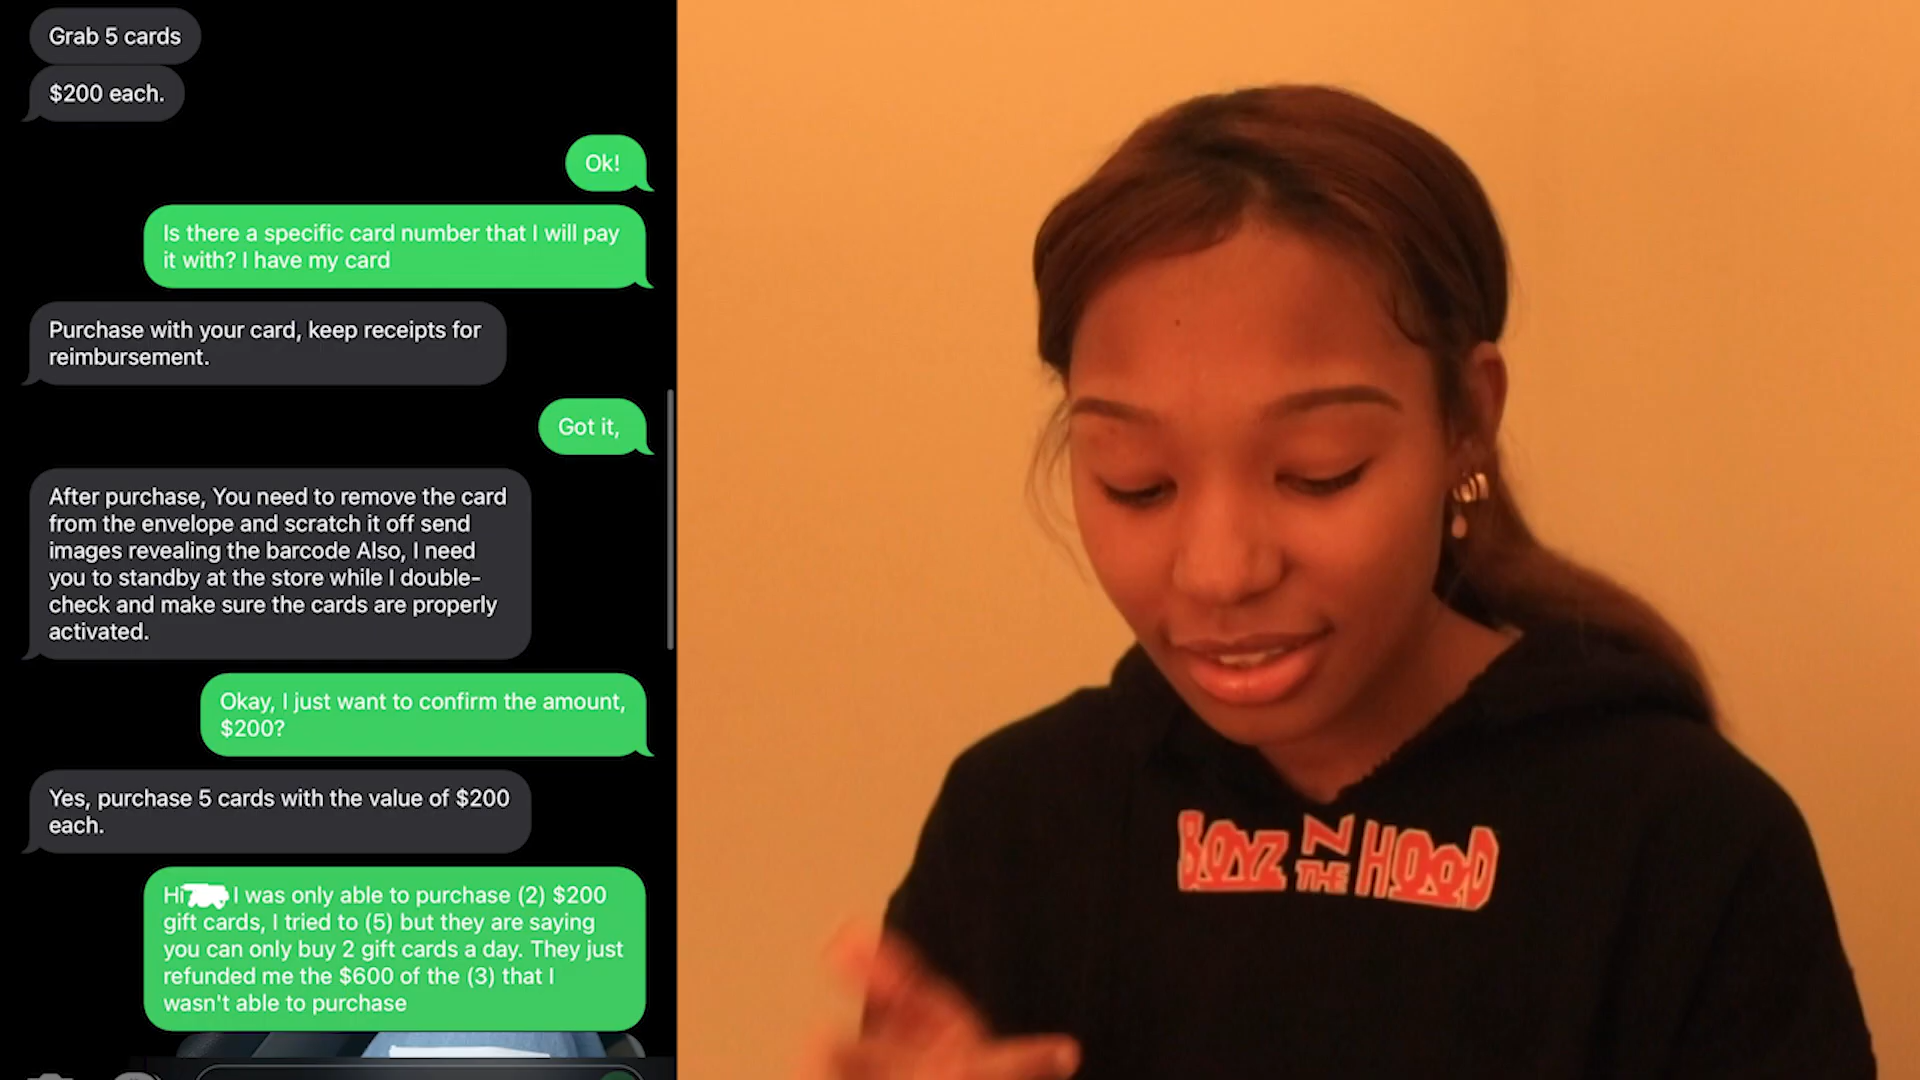 Grab 5 cards
$200 each.
Ok!
Is there a specific card number that I will pay
it with? I have my card
Purchase with your card, keep receipts for
reimbursement.
Got it,
After purchase, You need to remove the card
from the envelope and scratch it off send
images revealing the barcode Also, I need
you to standby at the store while I double-
check and make sure the cards are properly
activated.
Okay, I just want to confirm the amount,
$200?
Yes, purchase 5 cards with the value of $200
each.
Hi I was only able to purchase (2) $200
gift cards, I tried to (5) but they are saying
you can only buy 2 gift cards a day. They just
refunded me the $600 of the (3) that I
wasn't able to purchase
BOYZ N THE HOOD